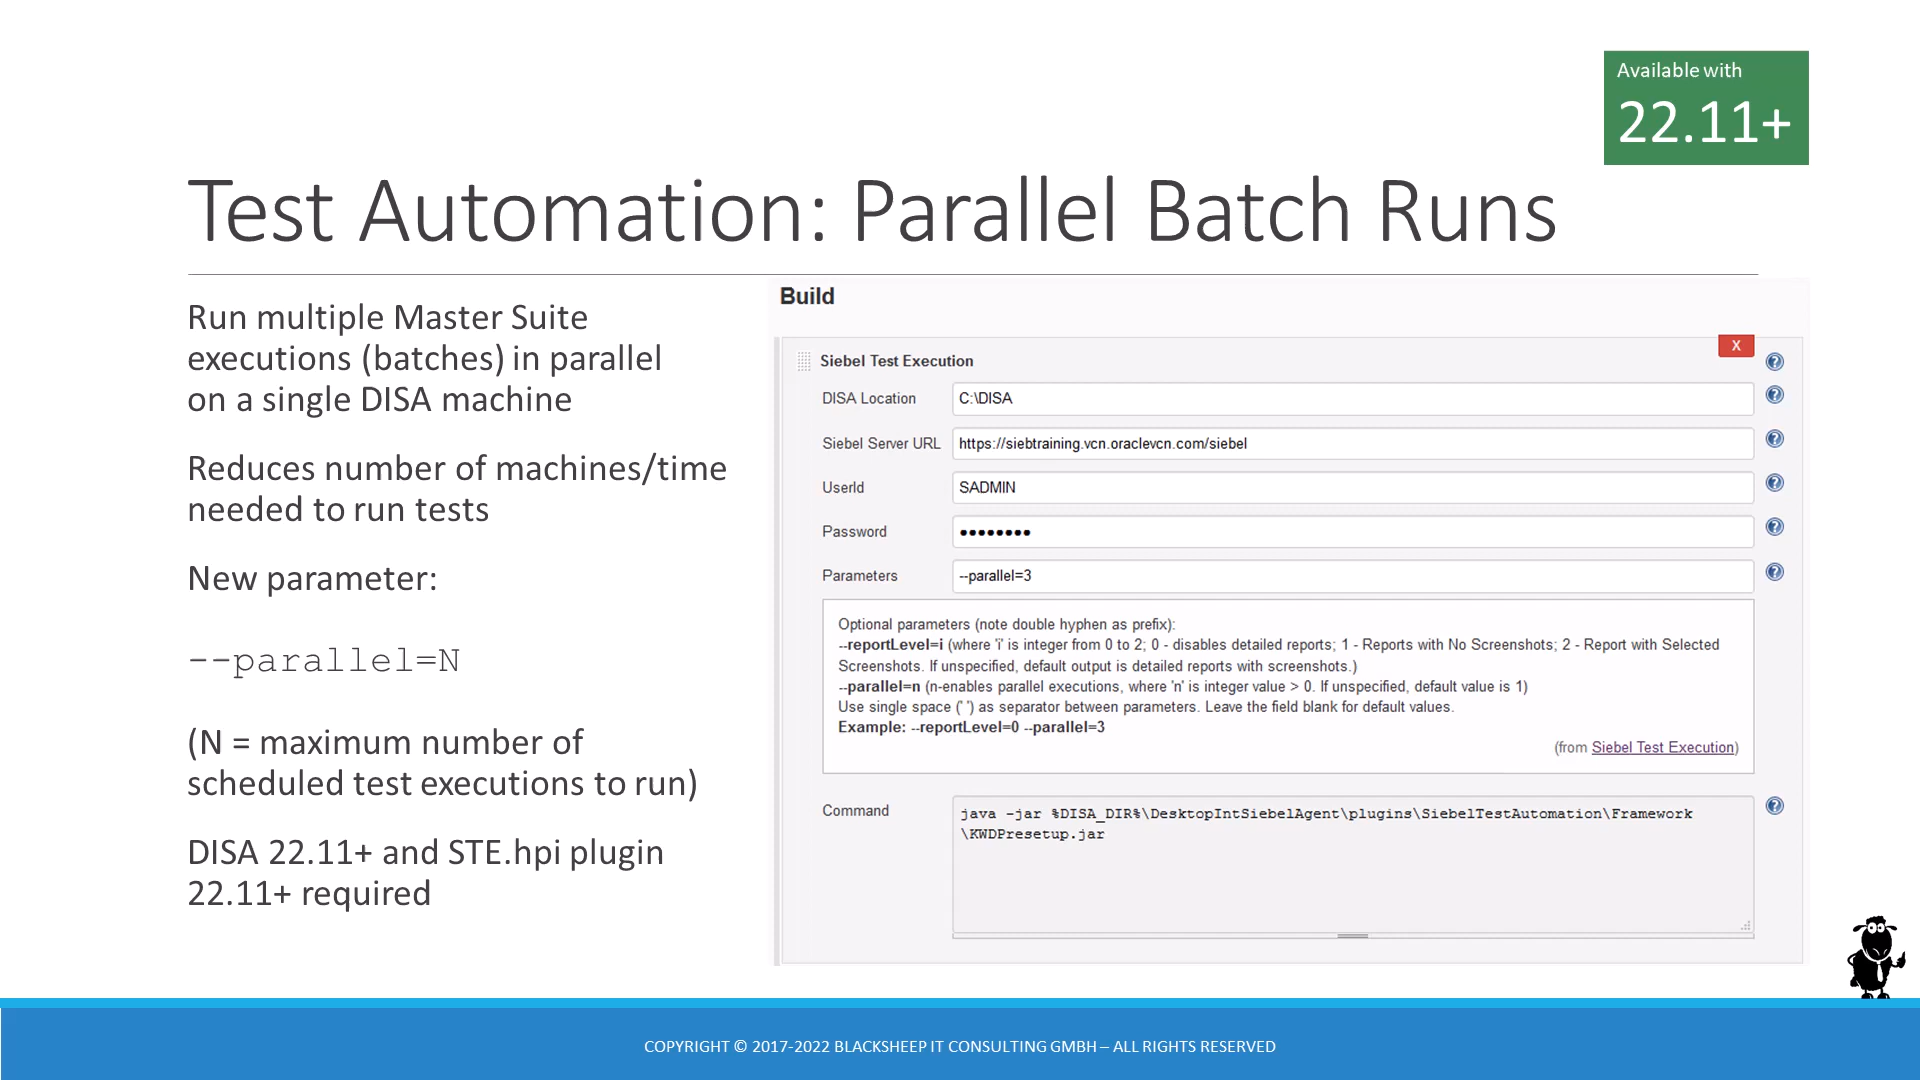 Available with
22.11+
Test Automation: Parallel Batch Runs
Run multiple Master Suite
executions (batches) in parallel
on a single DISA machine
Reduces number of machines/time
needed to run tests
New parameter:
--parallel=N
(N = maximum number of
scheduled test executions to run)
DISA 22.11+ and STE.hpi plugin
22.11+ required
Build
X
Siebel Test Execution
DISA Location C:\DISA
Siebel Server URL https://siebtraining.vcn.oraclevcn.com/siebel
UserId SADMIN
Password ••••••••
Parameters --parallel=3
Optional parameters (note double hyphen as prefix):
--reportLevel=i (where 'i' is integer from 0 to 2; 0 - disables detailed reports; 1 - Reports with No Screenshots; 2 - Report with Selected
Screenshots. If unspecified, default output is detailed reports with screenshots.)
--parallel=n (n-enables parallel executions, where 'n' is integer value > 0. If unspecified, default value is 1)
Use single space (' ') as separator between parameters. Leave the field blank for default values.
Example: --reportLevel=0 --parallel=3
(from Siebel Test Execution)
Command java -jar %DISA_DIR%\DesktopIntSiebelAgent\plugins\SiebelTestAutomation\Framework
\KWDPresetup.jar
COPYRIGHT © 2017-2022 BLACKSHEEP IT CONSULTING GMBH – ALL RIGHTS RESERVED